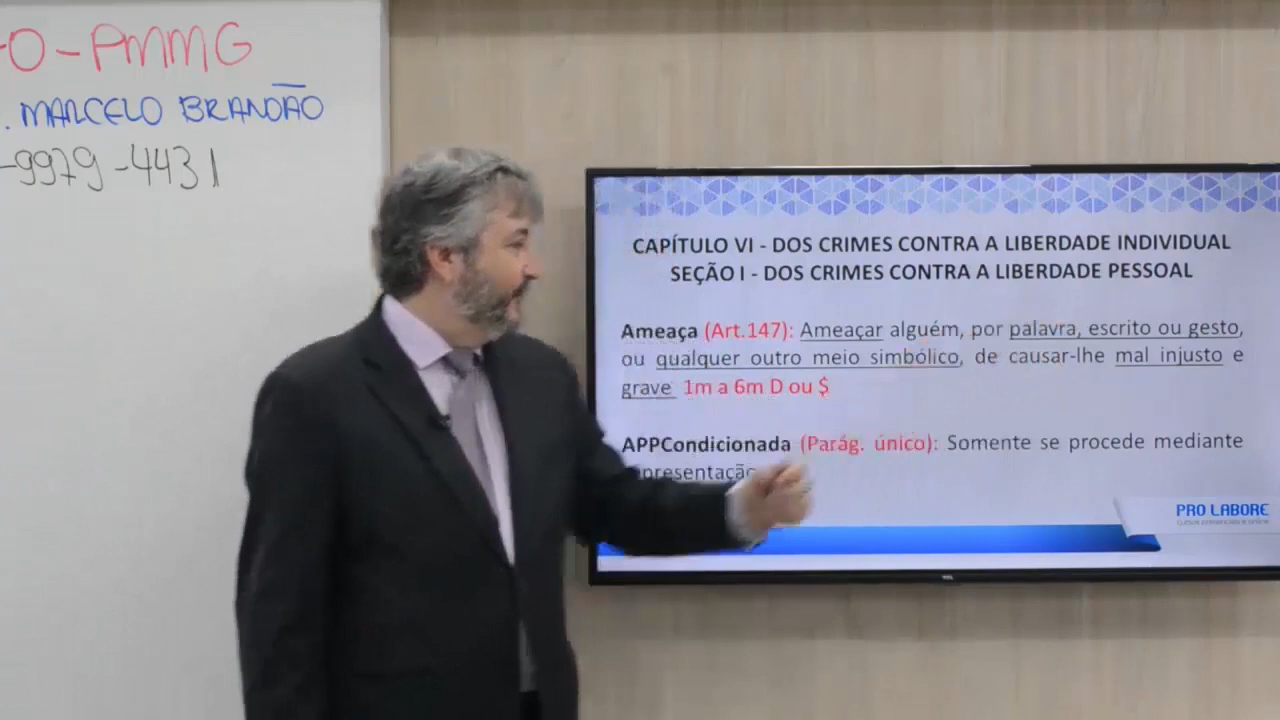 O-PMMG
. MARCELO BRANDÃO
-9979-4431
CAPÍTULO VI - DOS CRIMES CONTRA A LIBERDADE INDIVIDUAL
SEÇÃO I - DOS CRIMES CONTRA A LIBERDADE PESSOAL
Ameaça (Art.147): Ameaçar alguém, por palavra, escrito ou gesto,
ou qualquer outro meio simbólico, de causar-lhe mal injusto e
grave 1m a 6m D ou $
APPCondicionada (Parág. único): Somente se procede mediante
presentação
PRO LABORE